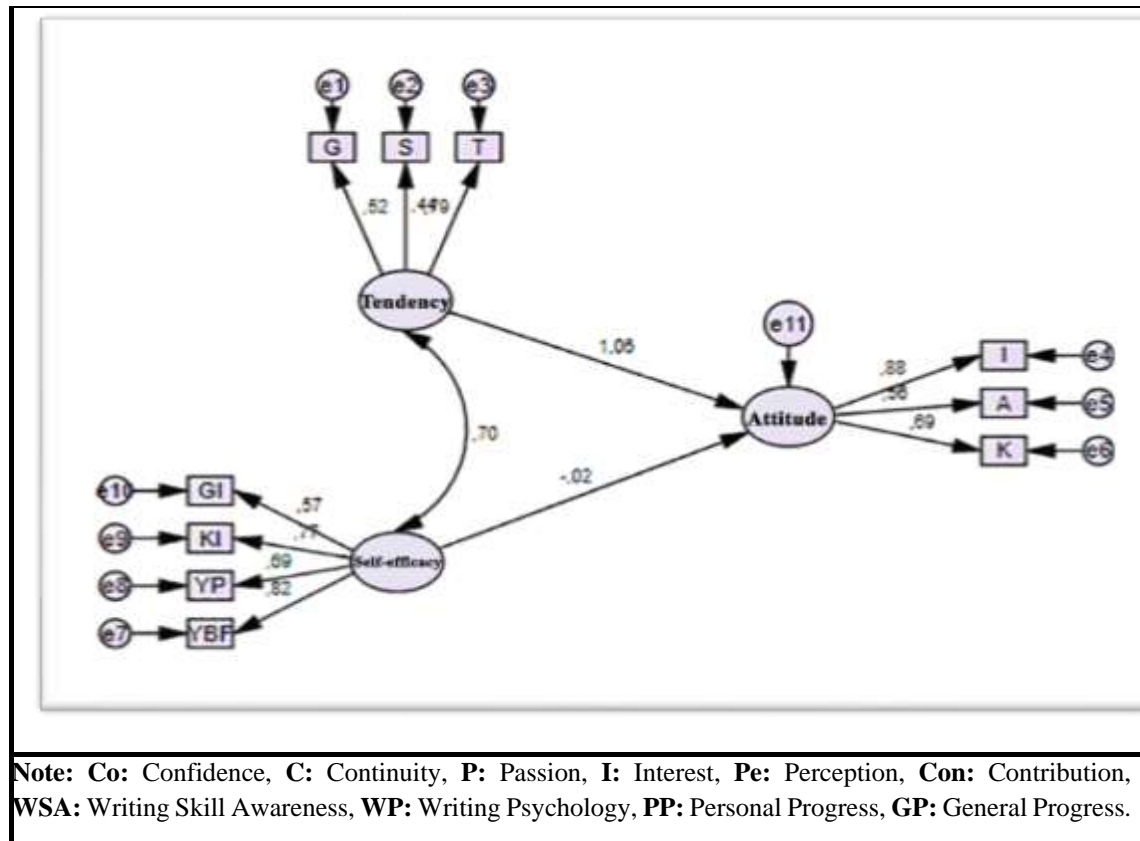 e1 e2 e3
G S T
,52
Tendency
e11
1,05
,88
I e4
A e5
Attitude
,69
K e6
,70
-,02
e10 GI
,57
e9 KI
,69
Self-efficacy
e8 YP
,82
e7 YBF
Note: Co: Confidence, C: Continuity, P: Passion, I: Interest, Pe: Perception, Con: Contribution,
WSA: Writing Skill Awareness, WP: Writing Psychology, PP: Personal Progress, GP: General Progress.